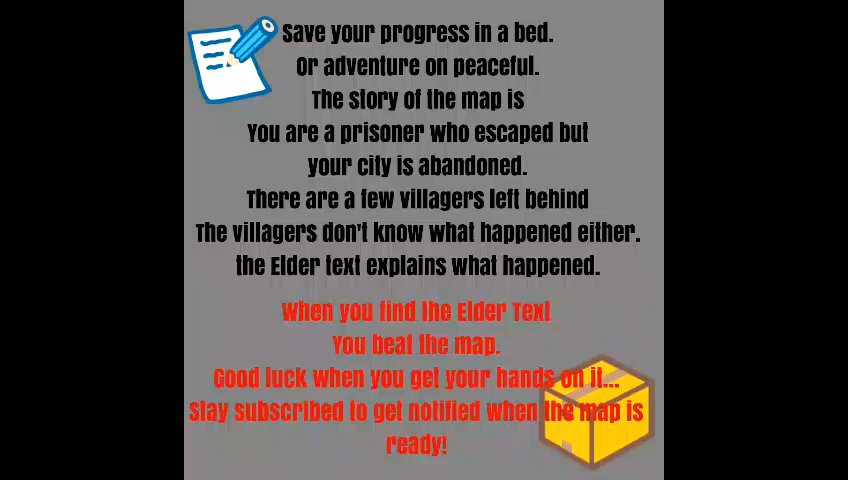 Save your progress in a bed.
Or adventure on peaceful.
The story of the map is
You are a prisoner who escaped but
your city is abandoned.
There are a few villagers left behind
The villagers don't know what happened either.
the Elder text explains what happened.
When you find the Elder Text
You beat the map.
Good luck when you get your hands on it...
Stay subscribed to get notified when the map is
ready!